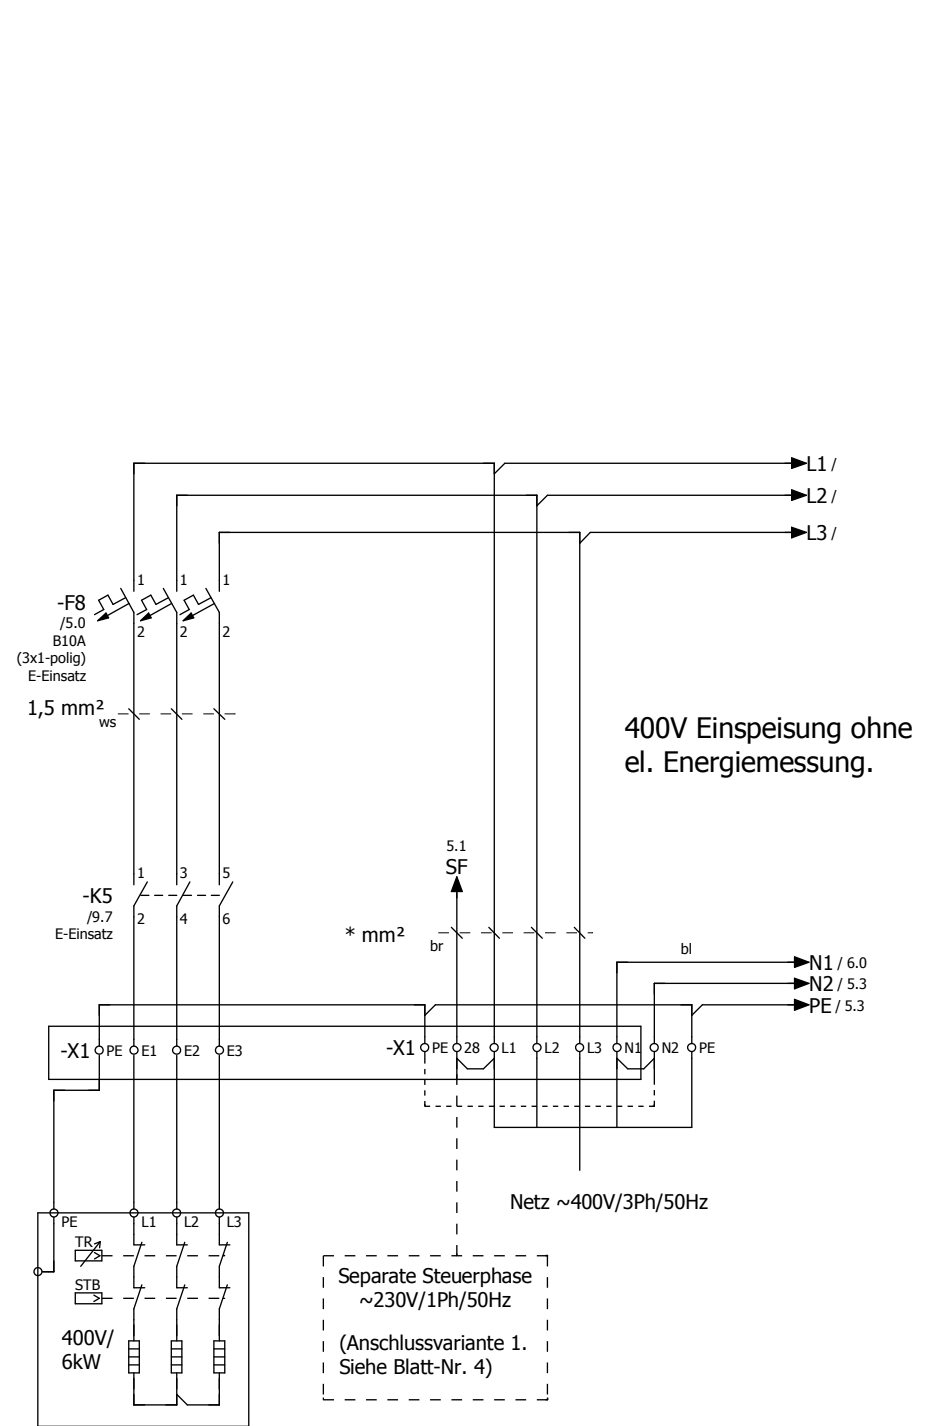 L1 /
L2 /
L3 /
1 1 1
-F8
/5.0
B10A
(3x1-polig)
E-Einsatz
2 2 2
1,5 mm²
ws
400V Einspeisung ohne
el. Energiemessung.
5.1
SF
1 3 5
-K5
/9.7
E-Einsatz
2 4 6
* mm²
br
bl
N1 / 6.0
N2 / 5.3
PE / 5.3
-X1 PE E1 E2 E3 -X1 PE 28 L1 L2 L3 N1 N2 PE
Netz ~400V/3Ph/50Hz
PE L1 L2 L3
TR
STB
400V/
6kW
Separate Steuerphase
~230V/1Ph/50Hz
(Anschlussvariante 1.
Siehe Blatt-Nr. 4)